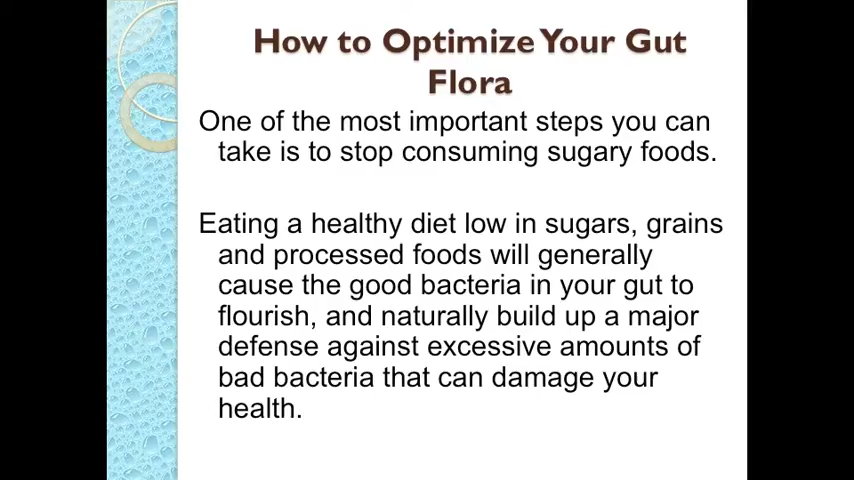 How to Optimize Your Gut
Flora
One of the most important steps you can
take is to stop consuming sugary foods.
Eating a healthy diet low in sugars, grains
and processed foods will generally
cause the good bacteria in your gut to
flourish, and naturally build up a major
defense against excessive amounts of
bad bacteria that can damage your
health.